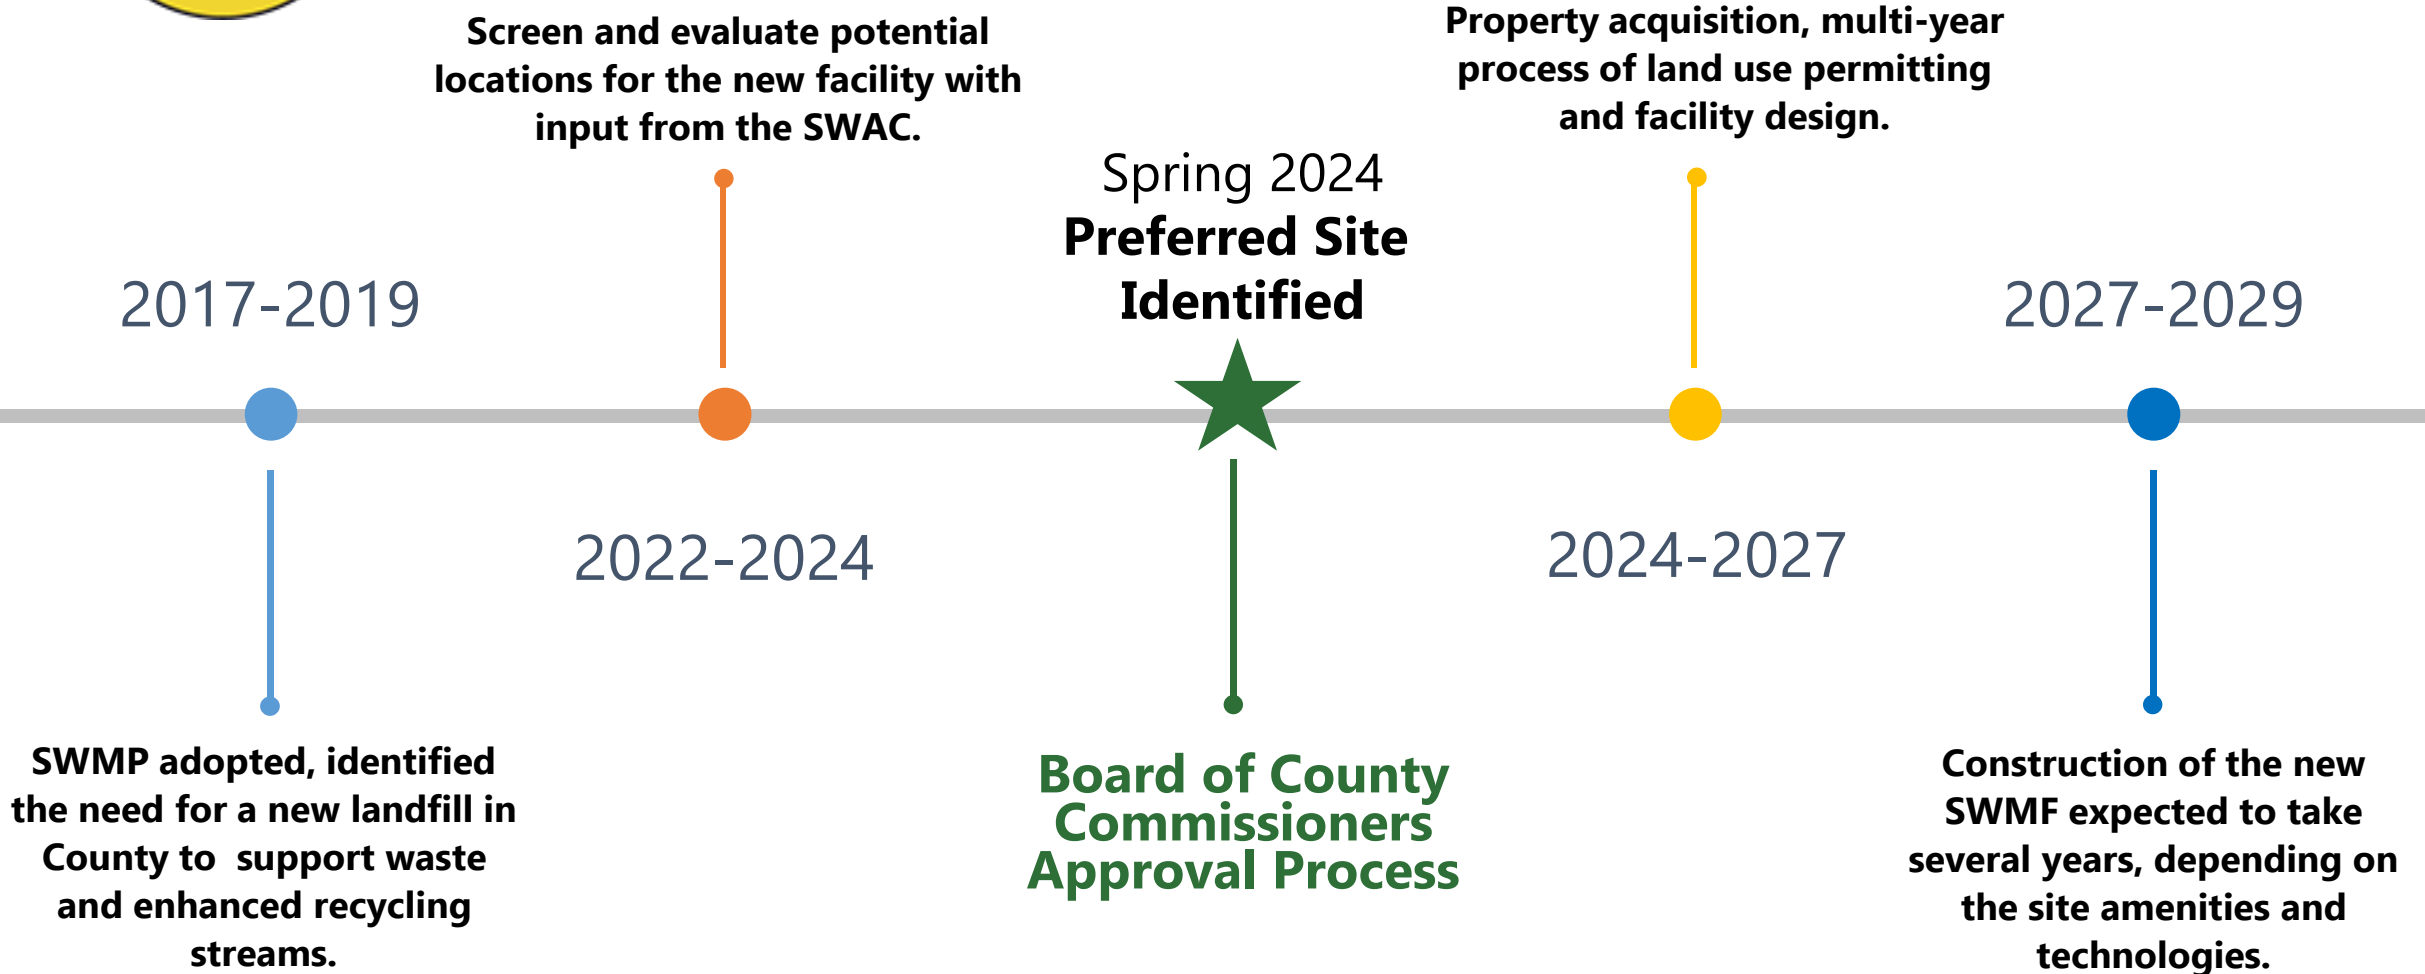 Screen and evaluate potential
locations for the new facility with
input from the SWAC.
Property acquisition, multi-year
process of land use permitting
and facility design.
Spring 2024
Preferred Site
Identified
2017-2019
2027-2029
2022-2024
2024-2027
SWMP adopted, identified
the need for a new landfill in
County to  support waste
and enhanced recycling
streams.
Board of County
Commissioners
Approval Process
Construction of the new
SWMF expected to take
several years, depending on
the site amenities and
technologies.